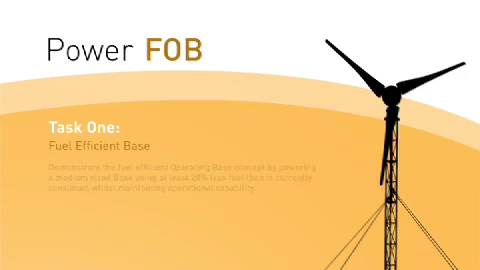 Power FOB
Task One:
Fuel Efficient Base
Demonstrate the fuel efficient Operating Base concept by powering
a medium sized Base using at least 20% less fuel than is currently
consumed whilst maintaining operational capability.